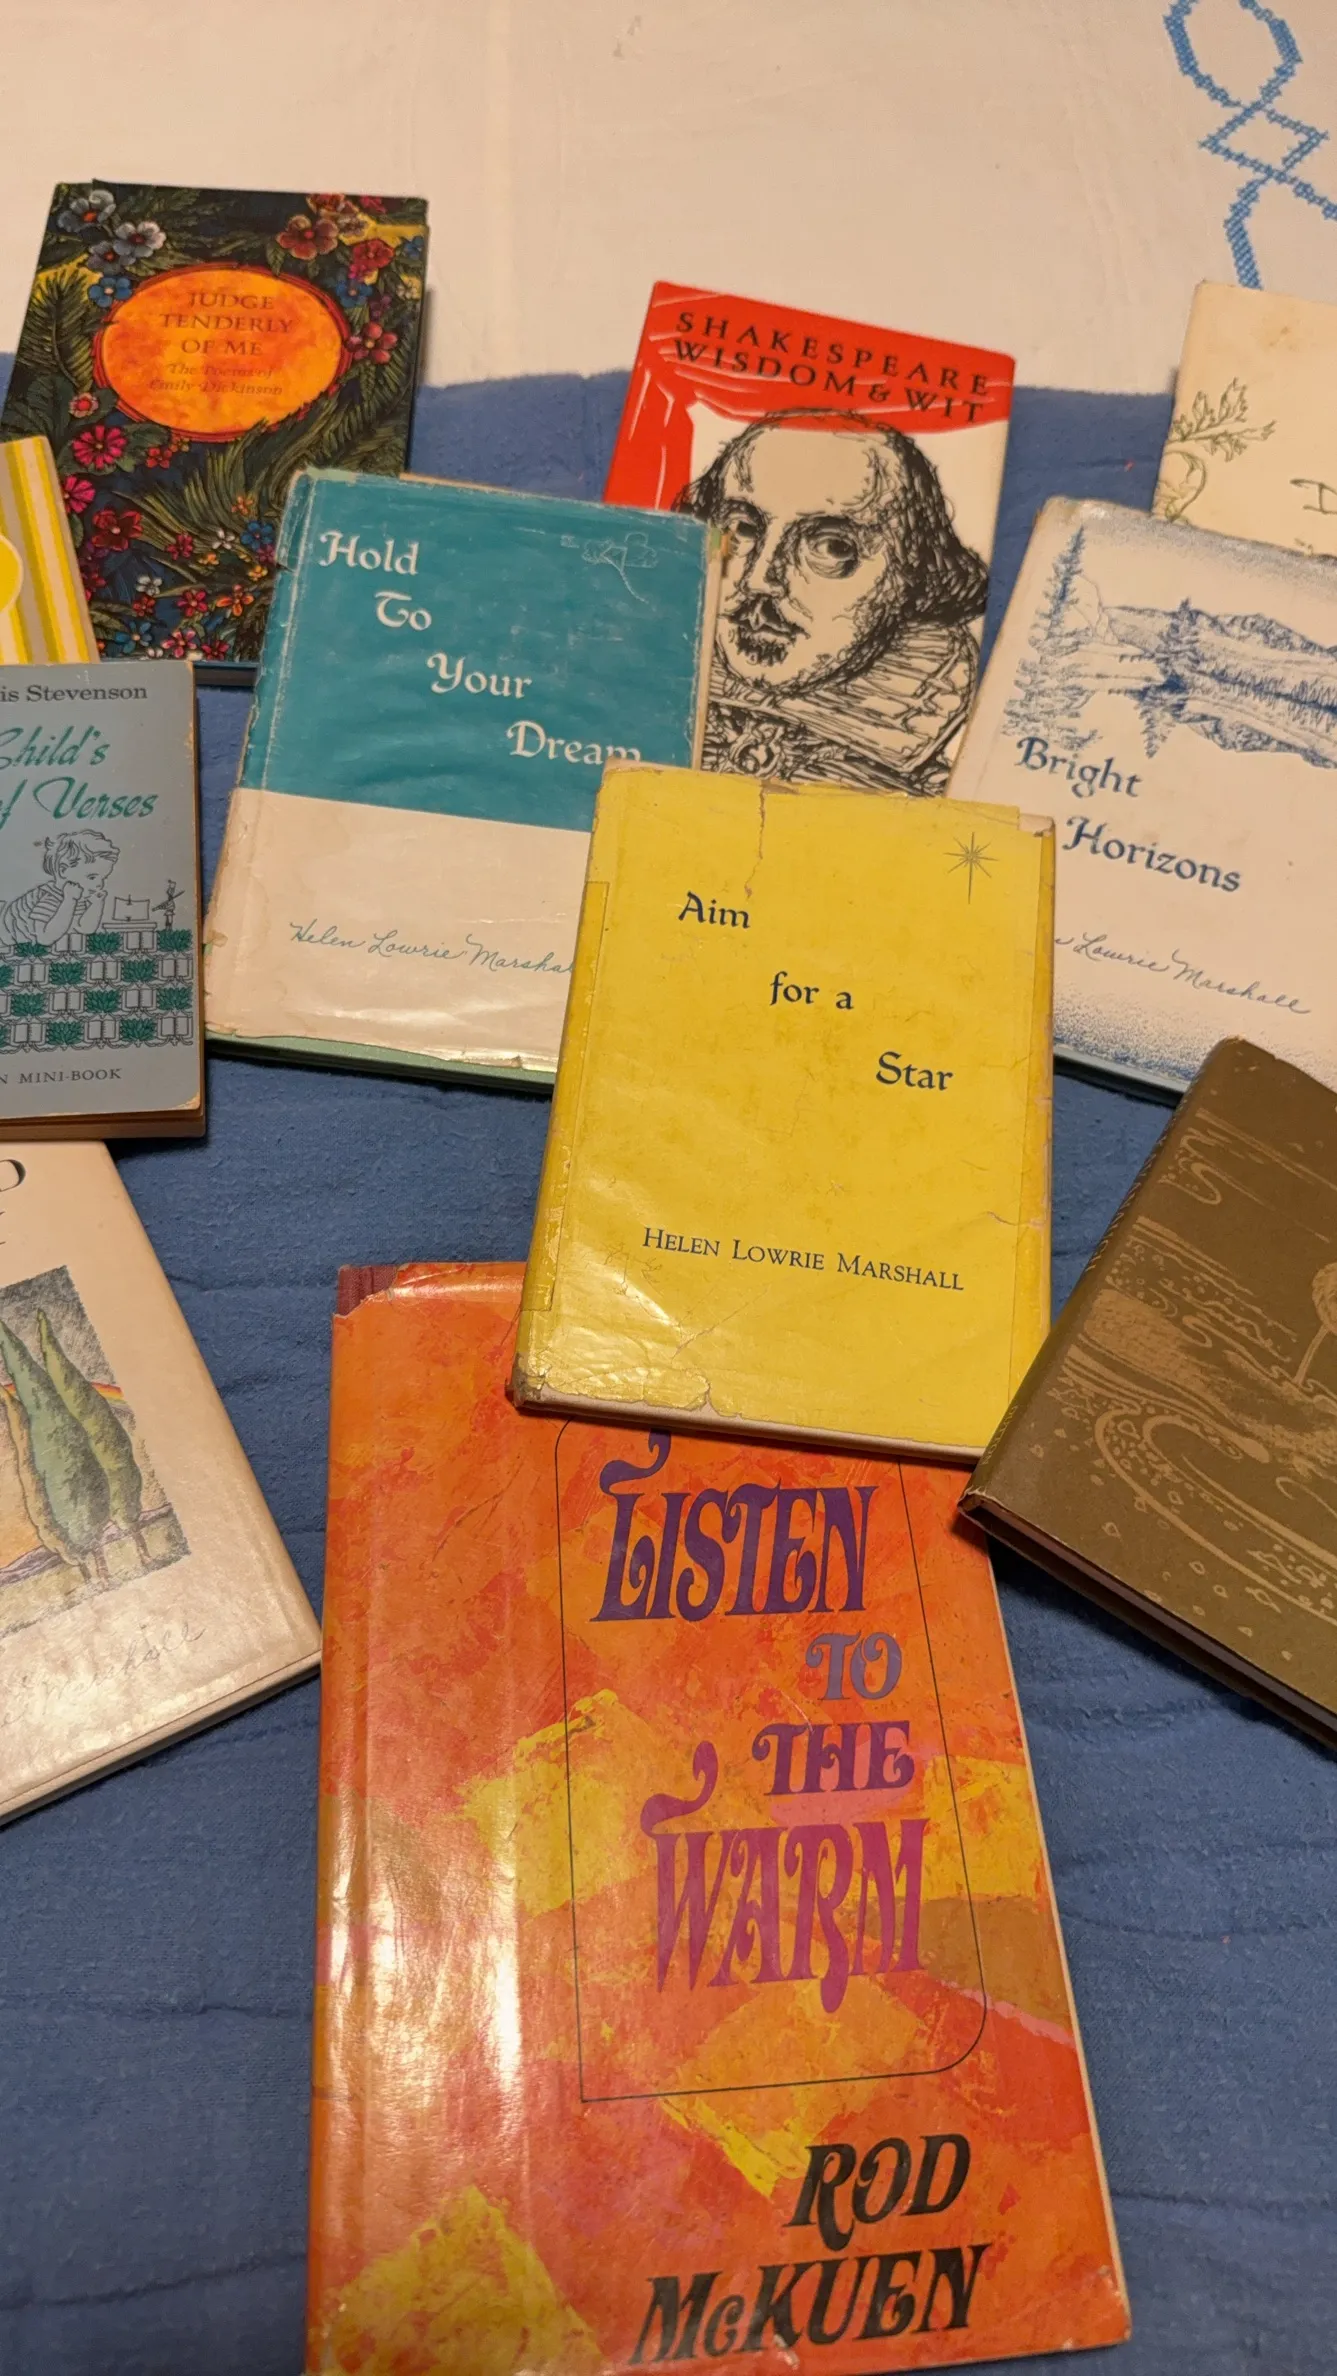 JUDGE
TENDERLY
OF ME
The Poems of
Emily Dickinson
SHAKESPEARE
WISDOM & WIT
Hold
To
Your
Dream
Helen Lowrie Marshal
Bright
Horizons
Lowrie Marshall
is Stevenson
Child's
of Verses
N MINI-BOOK
Aim
for a
Star
HELEN LOWRIE MARSHALL
LISTEN
TO
THE
WARM
ROD
McKUEN
D
Marshall